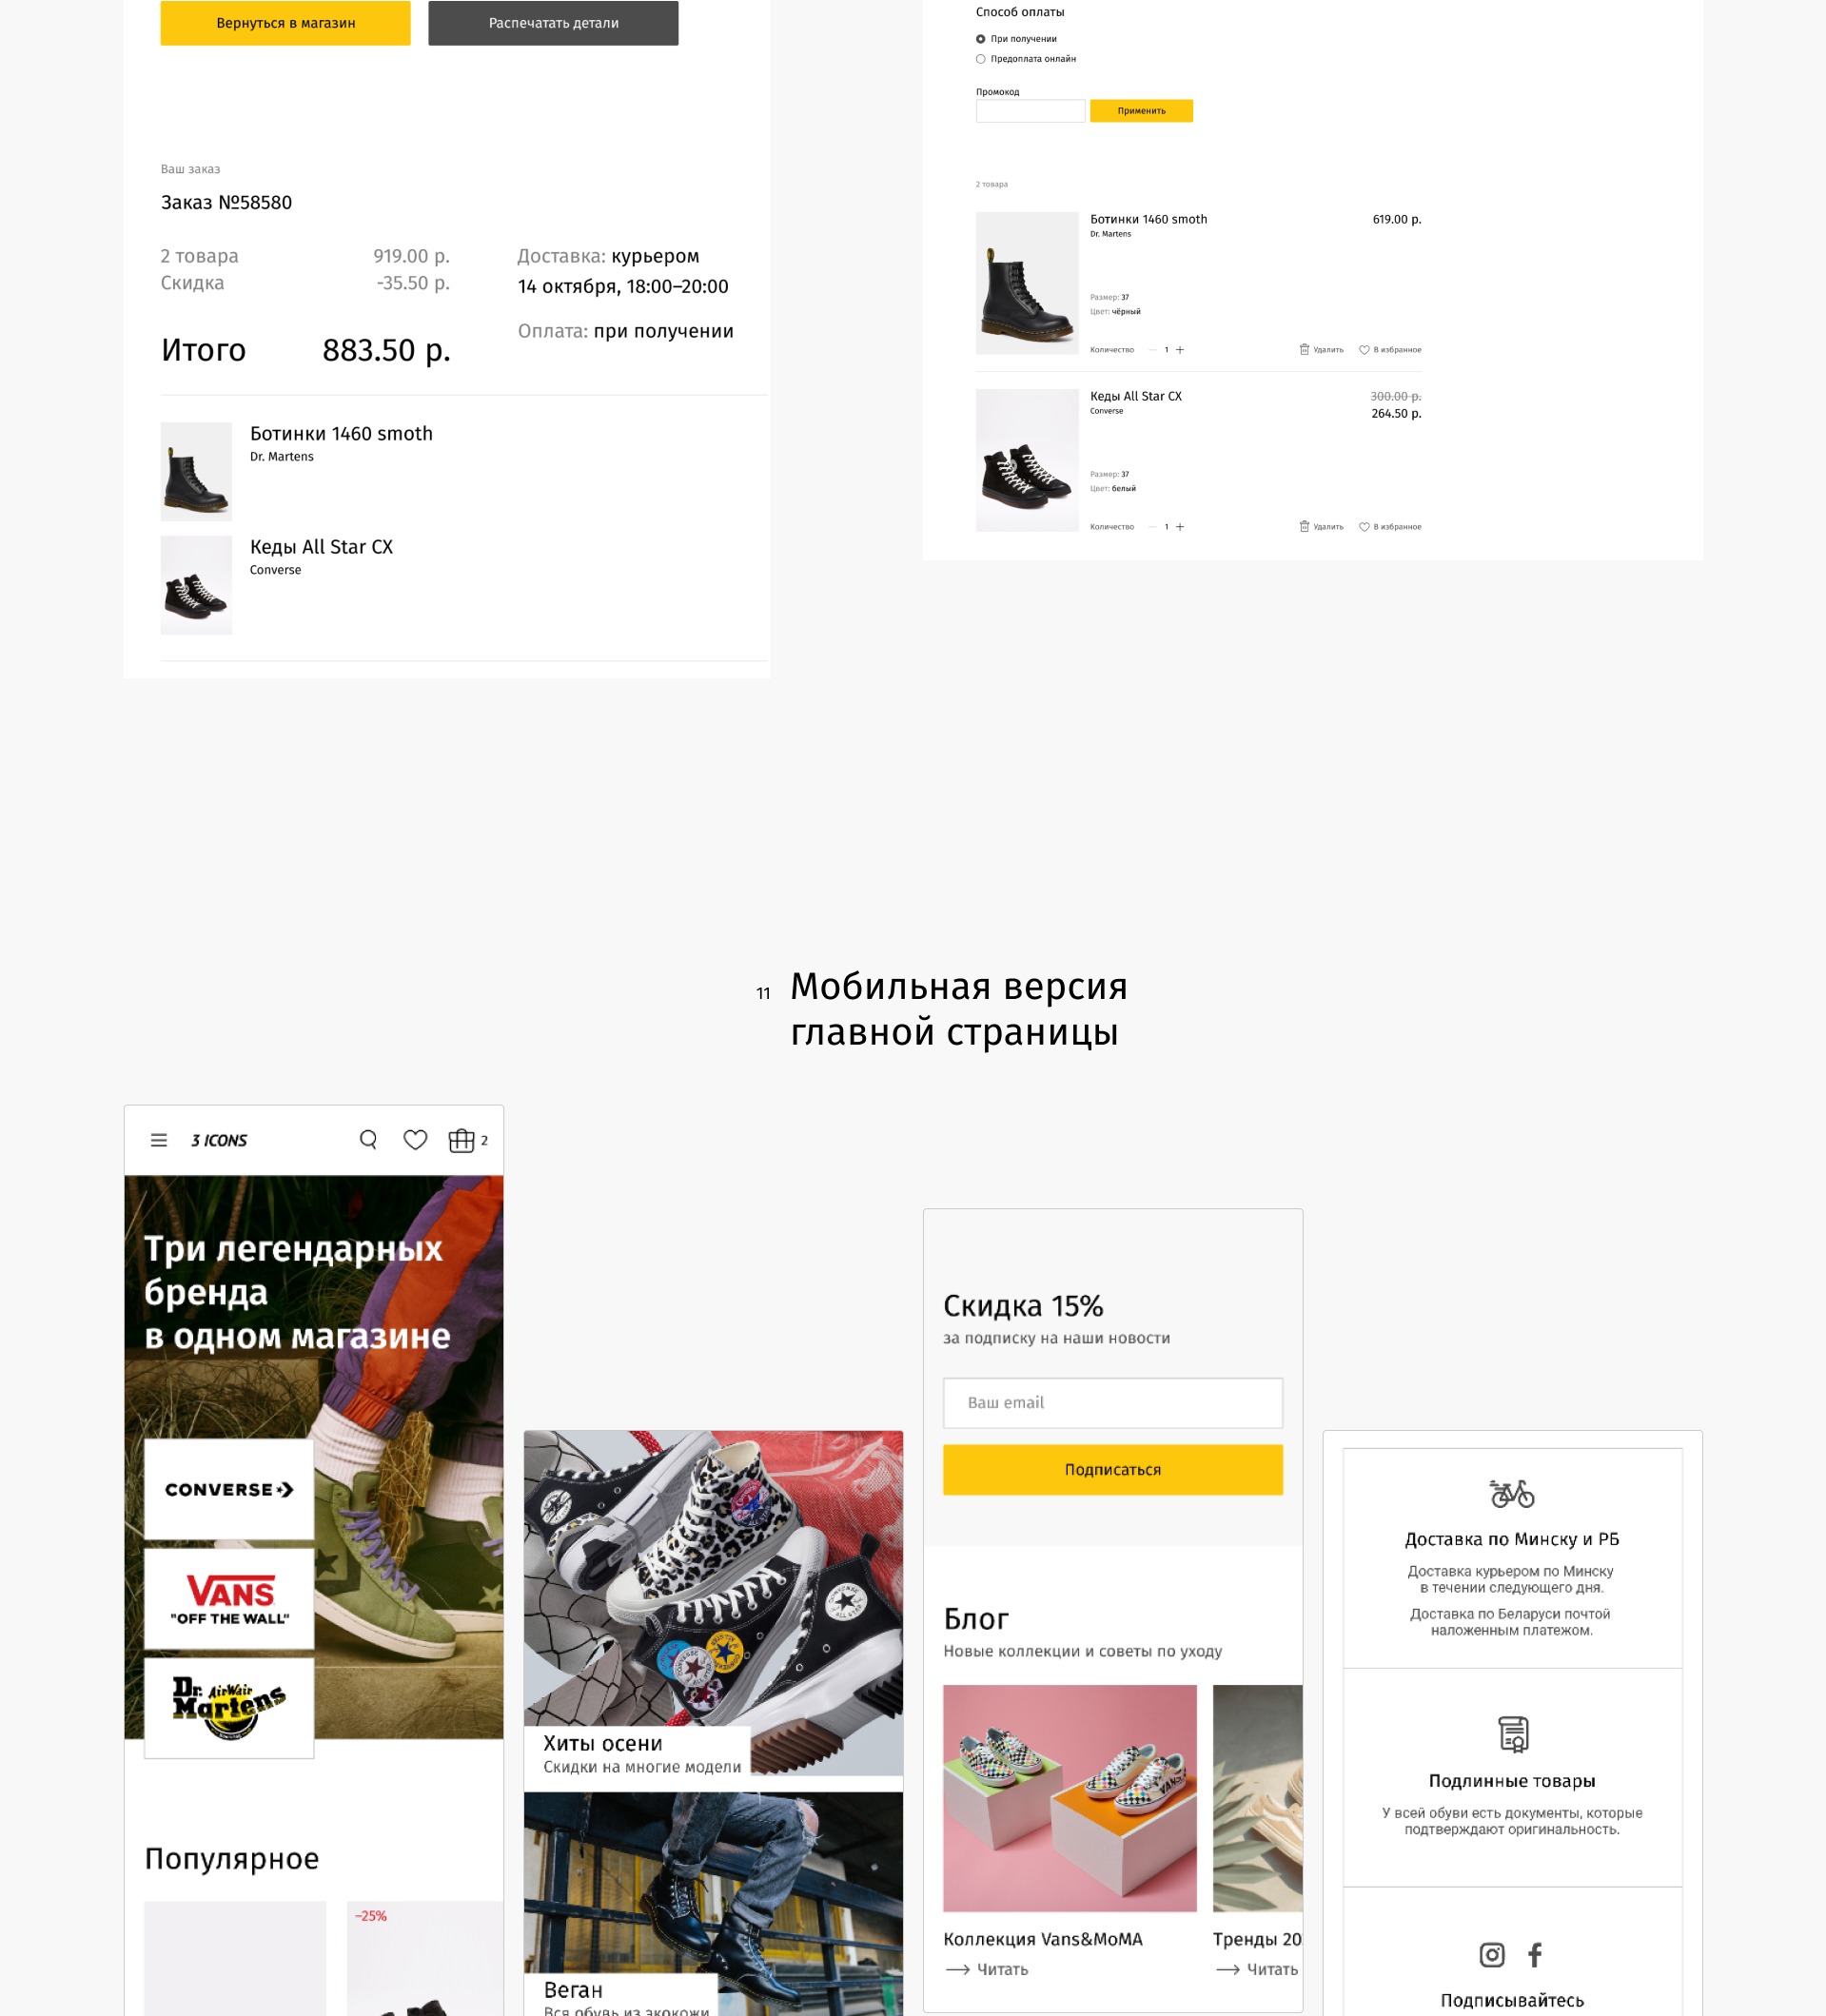 Вернуться в магазин
Распечатать детали
Ваш заказ
Заказ №58580
2 товара 919.00 р.
Скидка -35.50 р.
Итого 883.50 р.
Доставка: курьером
14 октября, 18:00–20:00
Оплата: при получении
Ботинки 1460 smoth
Dr. Martens
Кеды All Star CX
Converse
Способ оплаты
При получении
Предоплата онлайн
Промокод
Применить
2 товара
Ботинки 1460 smoth 619.00 р.
Dr. Martens
Размер: 37
Цвет: чёрный
Количество — 1 + Удалить В избранное
Кеды All Star CX 300.00 р.
Converse 264.50 р.
Размер: 37
Цвет: белый
Количество — 1 + Удалить В избранное
11 Мобильная версия
главной страницы
3 ICONS 2
Три легендарных
бренда
в одном магазине
CONVERSE
VANS
"OFF THE WALL"
Dr. AirWair
Martens
Популярное
–25%
Хиты осени
Скидки на многие модели
Веган
Вся обувь из экокожи
Скидка 15%
за подписку на наши новости
Ваш email
Подписаться
Блог
Новые коллекции и советы по уходу
Коллекция Vans&MoMA
Читать
Тренды 20
Читать
Доставка по Минску и РБ
Доставка курьером по Минску
в течении следующего дня.
Доставка по Беларуси почтой
наложенным платежом.
Подлинные товары
У всей обуви есть документы, которые
подтверждают оригинальность.
Подписывайтесь